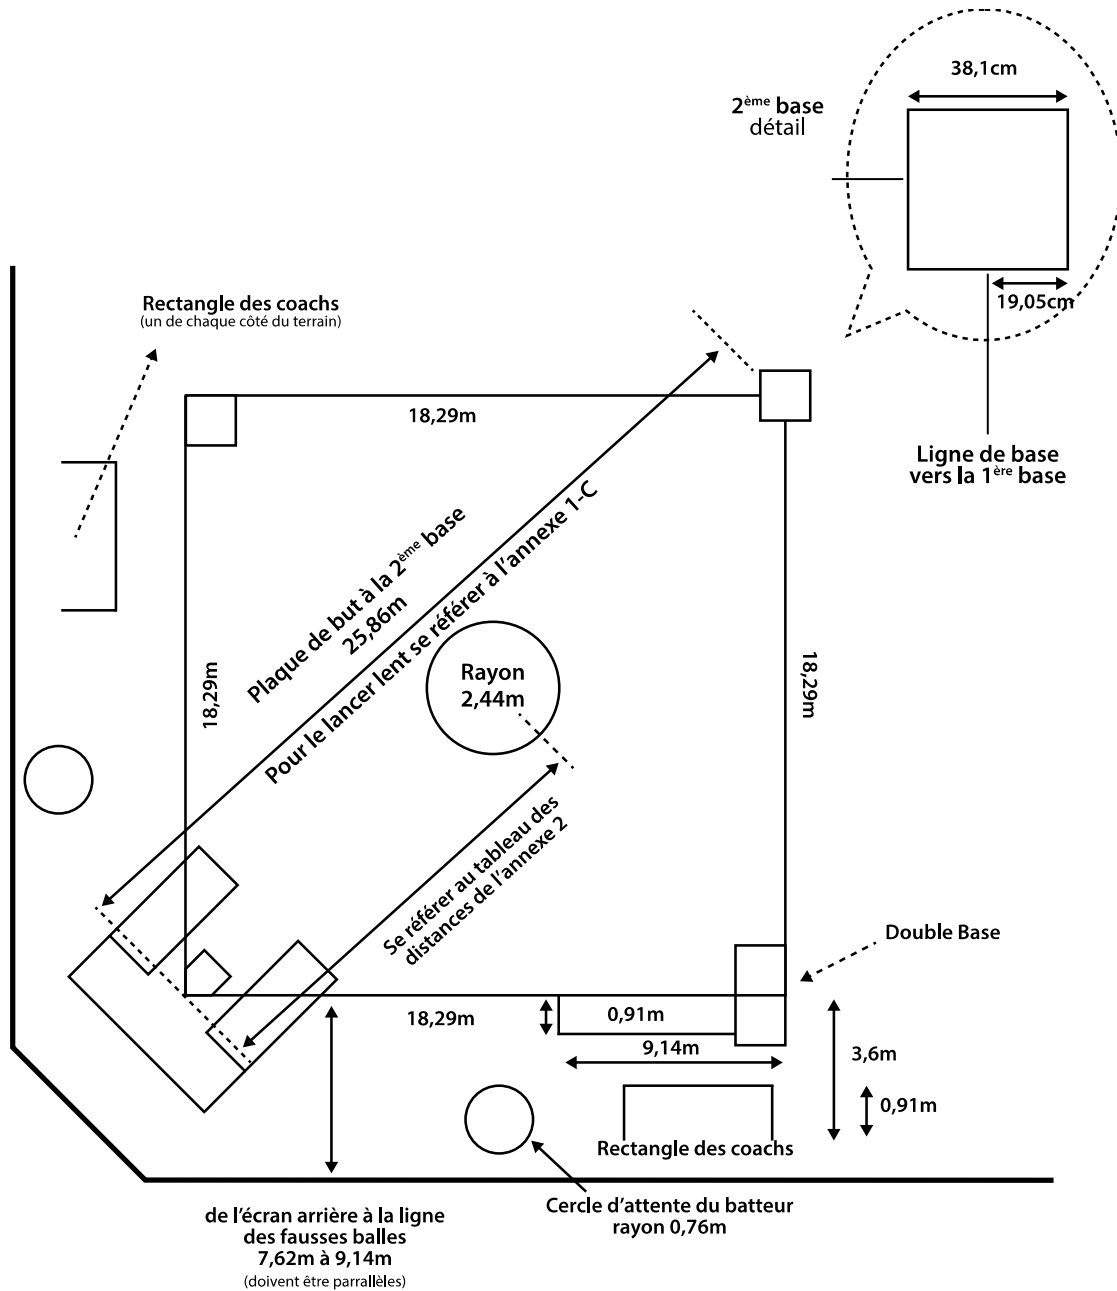 38,1cm
2ème base
détail
19,05cm
Ligne de base
vers la 1ère base
Rectangle des coachs
(un de chaque côté du terrain)
18,29m
Plaque de but à la 2ème base
25,86m
Pour le lancer lent se référer à l'annexe 1-C
Rayon
2,44m
18,29m
18,29m
Se référer au tableau des
distances de l'annexe 2
Double Base
18,29m
0,91m
9,14m
3,6m
0,91m
Rectangle des coachs
Cercle d'attente du batteur
rayon 0,76m
de l'écran arrière à la ligne
des fausses balles
7,62m à 9,14m
(doivent être parrallèles)